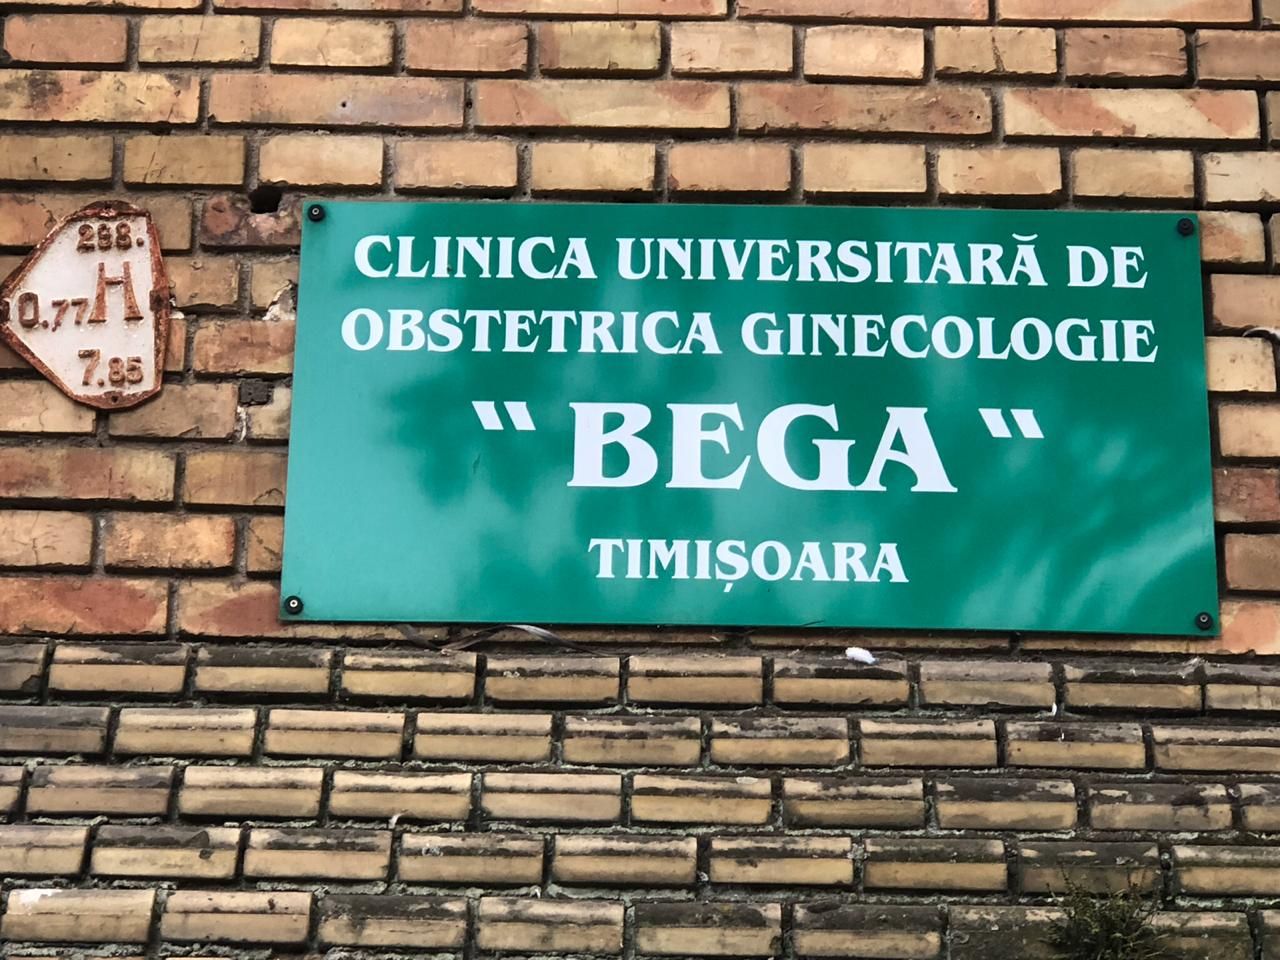 288.
H
0,77
7.85
CLINICA UNIVERSITARĂ DE
OBSTETRICA GINECOLOGIE
" BEGA "
TIMIȘOARA